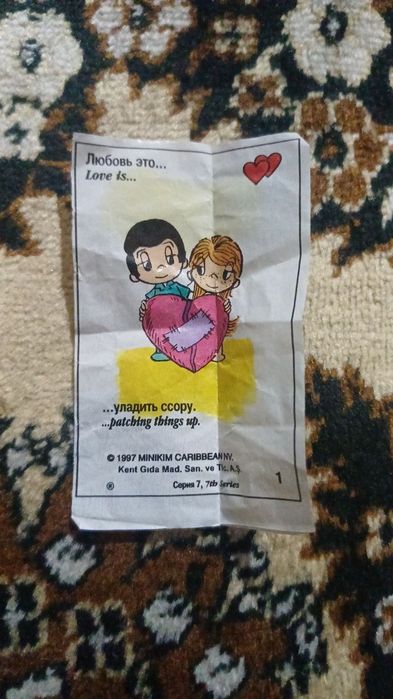 Любовь это...
Love is...
...уладить ссору.
...patching things up.
© 1997 MINIKIM CARIBBEAN NV.
Kent Gıda Mad. San. ve Tic. A.Ş.
1
® Серия 7, 7th Series